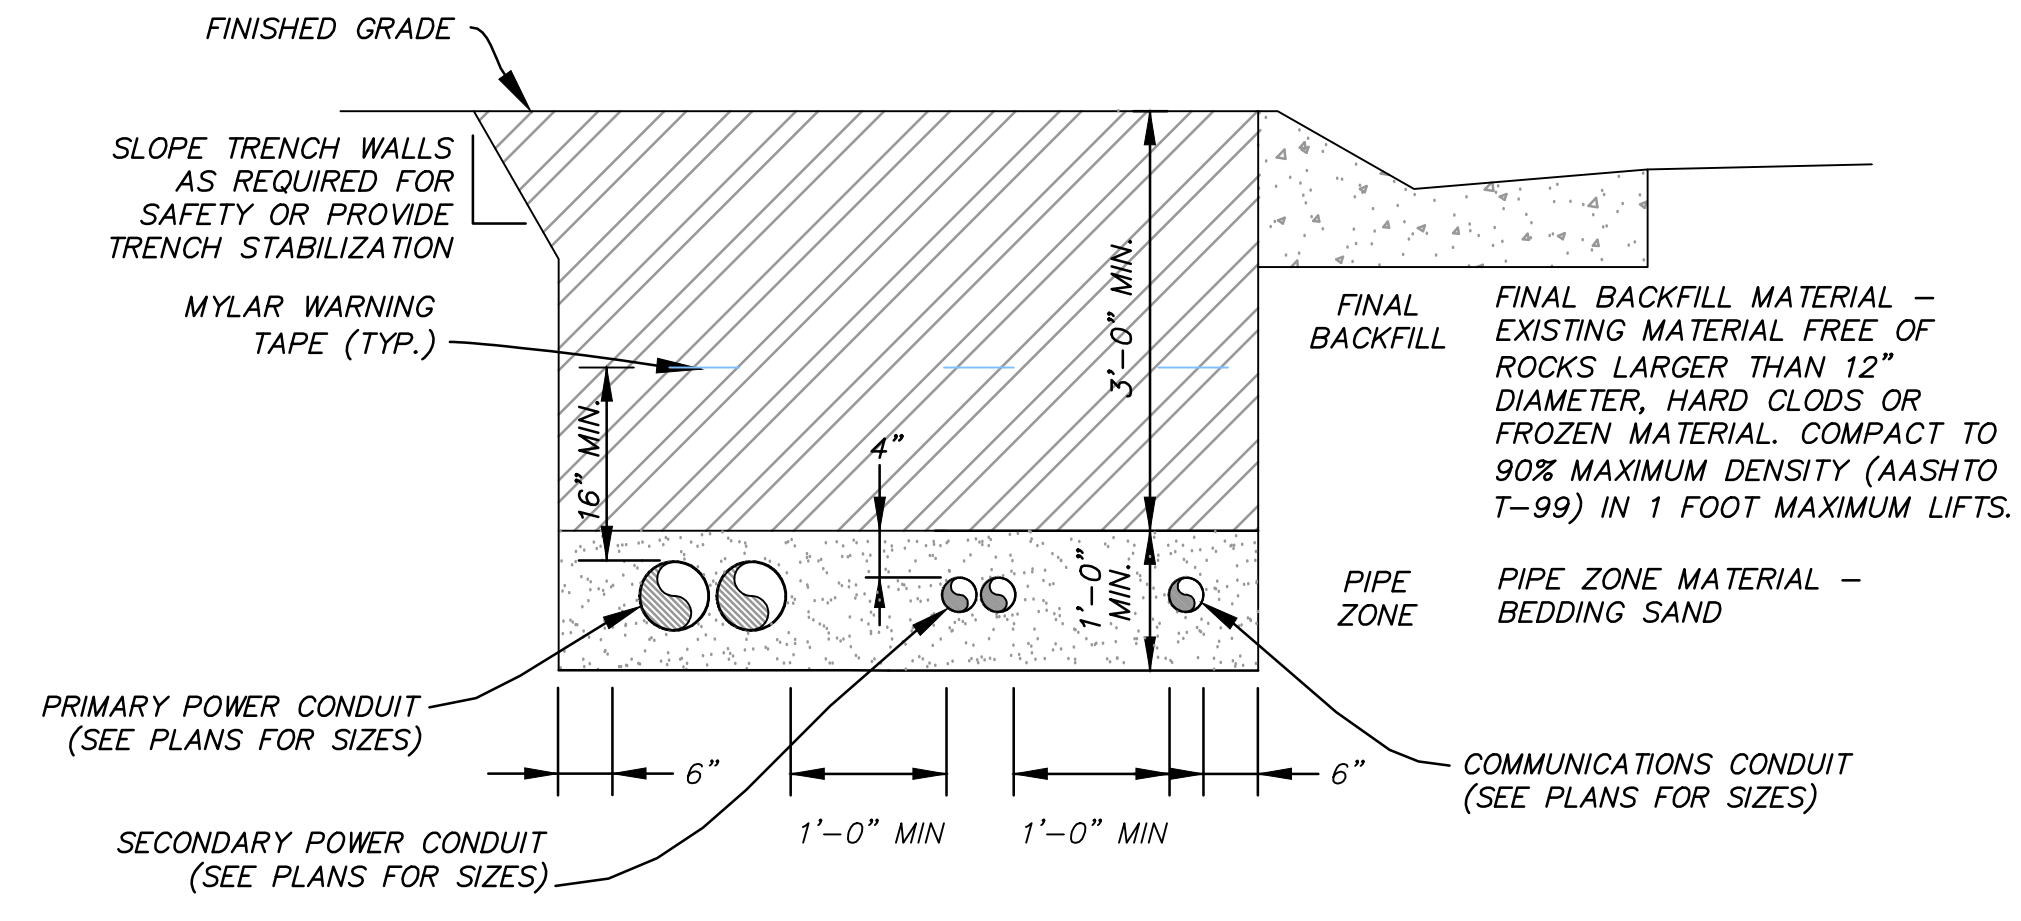 FINISHED GRADE
SLOPE TRENCH WALLS
AS REQUIRED FOR
SAFETY OR PROVIDE
TRENCH STABILIZATION
MYLAR WARNING
TAPE (TYP.)
16" MIN.
4"
3'-0" MIN.
1'-0"
MIN.
FINAL
BACKFILL
FINAL BACKFILL MATERIAL –
EXISTING MATERIAL FREE OF
ROCKS LARGER THAN 12"
DIAMETER, HARD CLODS OR
FROZEN MATERIAL. COMPACT TO
90% MAXIMUM DENSITY (AASHTO
T-99) IN 1 FOOT MAXIMUM LIFTS.
PIPE
ZONE
PIPE ZONE MATERIAL –
BEDDING SAND
PRIMARY POWER CONDUIT
(SEE PLANS FOR SIZES)
6"
1'-0" MIN
1'-0" MIN
6"
SECONDARY POWER CONDUIT
(SEE PLANS FOR SIZES)
COMMUNICATIONS CONDUIT
(SEE PLANS FOR SIZES)